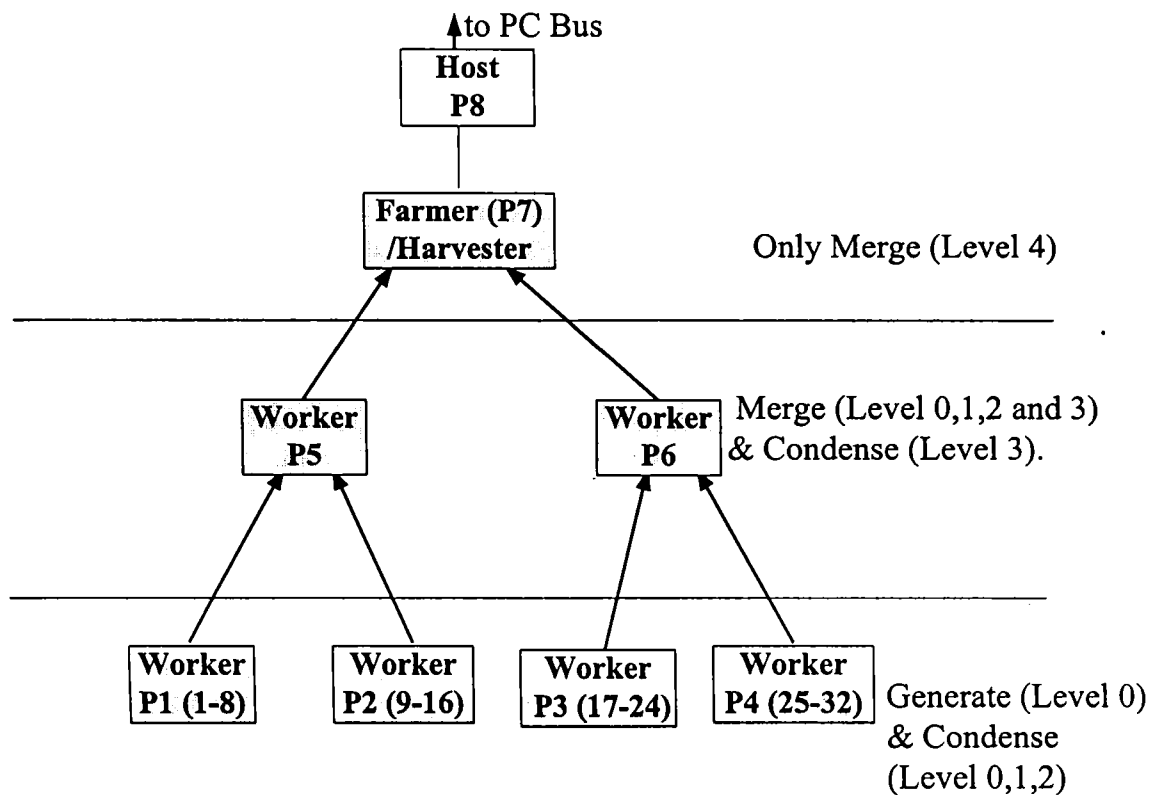 to PC Bus
Host
P8
Farmer (P7)
/Harvester
Only Merge (Level 4)
Worker
P5
Worker
P6
Merge (Level 0,1,2 and 3)
& Condense (Level 3).
Worker
P1 (1-8)
Worker
P2 (9-16)
Worker
P3 (17-24)
Worker
P4 (25-32)
Generate (Level 0)
& Condense
(Level 0,1,2)